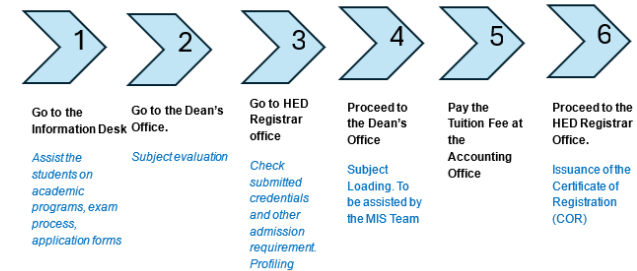 1
Go to the
Information Desk
Assist the
students on
academic
programs, exam
process,
application forms
2
Go to the Dean's
Office.
Subject evaluation
3
Go to HED
Registrar
office
Check
submitted
credentials
and other
admission
requirement.
Profiling
4
Proceed to
the Dean's
Office
Subject
Loading. To
be assisted by
the MIS Team
5
Pay the
Tuition Fee at
the
Accounting
Office
6
Proceed to the
HED Registrar
Office.
Issuance of the
Certificate of
Registration
(COR)